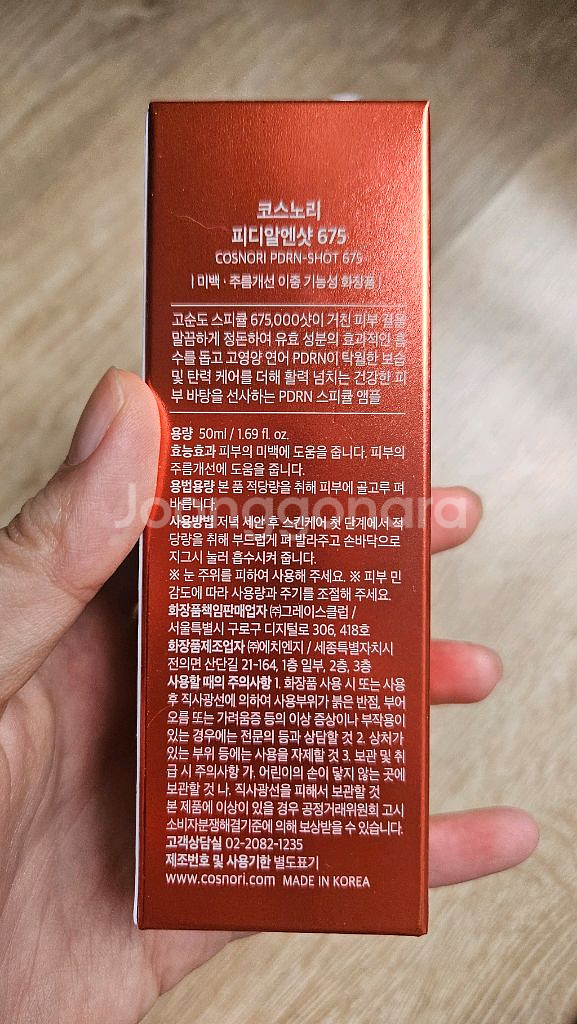 코스노리
피디알엔샷 675
COSNORI PDRN-SHOT 675
| 미백 · 주름개선 이중 기능성 화장품 |
고순도 스피큘 675,000샷이 거친 피부 결을
말끔하게 정돈하여 유효 성분의 효과적인 흡
수를 돕고 고영양 연어 PDRN이 탁월한 보습
및 탄력 케어를 더해 활력 넘치는 건강한 피
부 바탕을 선사하는 PDRN 스피큘 앰플
용량 50ml / 1.69 fl. oz.
효능효과 피부의 미백에 도움을 줍니다. 피부의
주름개선에 도움을 줍니다.
용법용량 본 품 적당량을 취해 피부에 골고루 펴
바릅니다.
Joonggonara
사용방법 저녁 세안 후 스킨케어 첫 단계에서 적
당량을 취해 부드럽게 펴 발라주고 손바닥으로
지그시 눌러 흡수시켜 줍니다.
※ 눈 주위를 피하여 사용해 주세요. ※ 피부 민
감도에 따라 사용량과 주기를 조절해 주세요.
화장품책임판매업자 ㈜그레이스클럽 /
서울특별시 구로구 디지털로 306, 418호
화장품제조업자 ㈜에치엔지 / 세종특별자치시
전의면 산단길 21-164, 1층 일부, 2층, 3층
사용할 때의 주의사항 1. 화장품 사용 시 또는 사용
후 직사광선에 의하여 사용부위가 붉은 반점, 부어
오름 또는 가려움증 등의 이상 증상이나 부작용이
있는 경우에는 전문의 등과 상담할 것 2. 상처가
있는 부위 등에는 사용을 자제할 것 3. 보관 및 취
급 시 주의사항 가. 어린이의 손이 닿지 않는 곳에
보관할 것 나. 직사광선을 피해서 보관할 것
본 제품에 이상이 있을 경우 공정거래위원회 고시
소비자분쟁해결기준에 의해 보상받을 수 있습니다.
고객상담실 02-2082-1235
제조번호 및 사용기한 별도표기
www.cosnori.com MADE IN KOREA